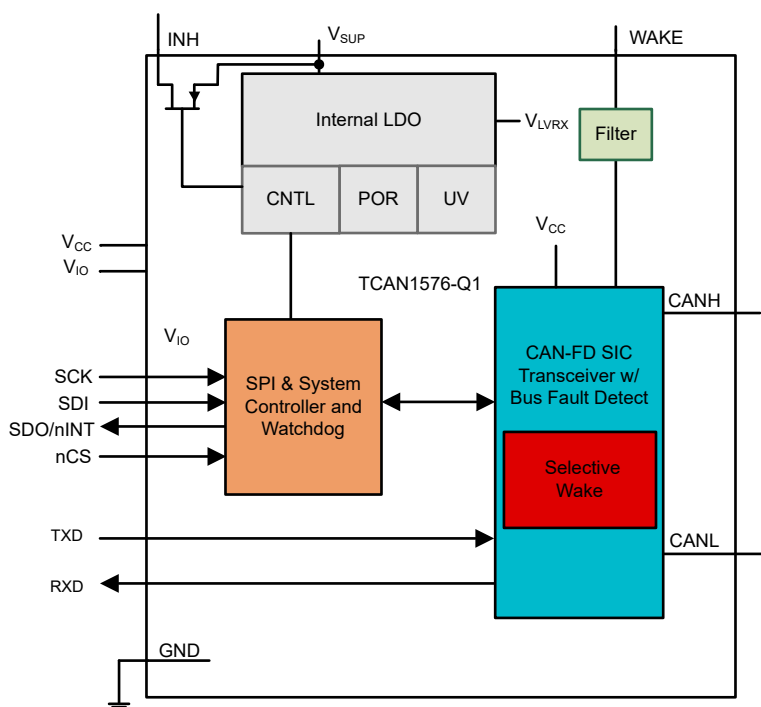 INH
VSUP
WAKE
Internal LDO
VLVRX
Filter
CNTL
POR
UV
VCC
VCC
VIO
TCAN1576-Q1
CANH
VIO
CAN-FD SIC
Transceiver w/
Bus Fault Detect
SCK
SDI
SDO/nINT
nCS
SPI & System
Controller and
Watchdog
Selective
Wake
TXD
CANL
RXD
GND